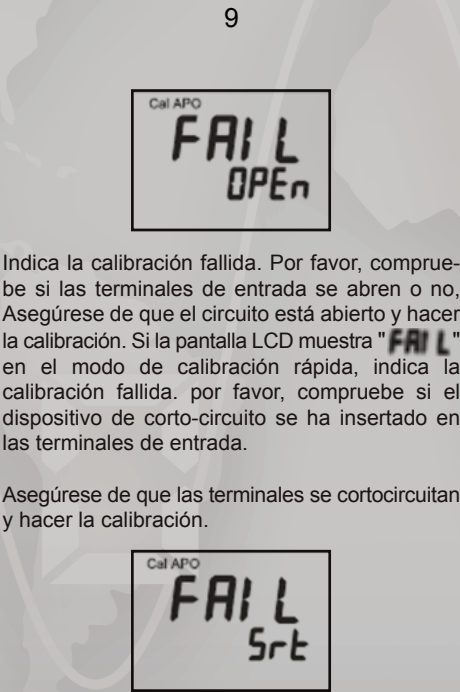 9
Cal APO
FAIL
OPEn
Indica la calibración fallida. Por favor, comprue-
be si las terminales de entrada se abren o no,
Asegúrese de que el circuito está abierto y hacer
la calibración. Si la pantalla LCD muestra "FAIL"
en el modo de calibración rápida, indica la
calibración fallida. por favor, compruebe si el
dispositivo de corto-circuito se ha insertado en
las terminales de entrada.
Asegúrese de que las terminales se cortocircuitan
y hacer la calibración.
Cal APO
FAIL
Srt